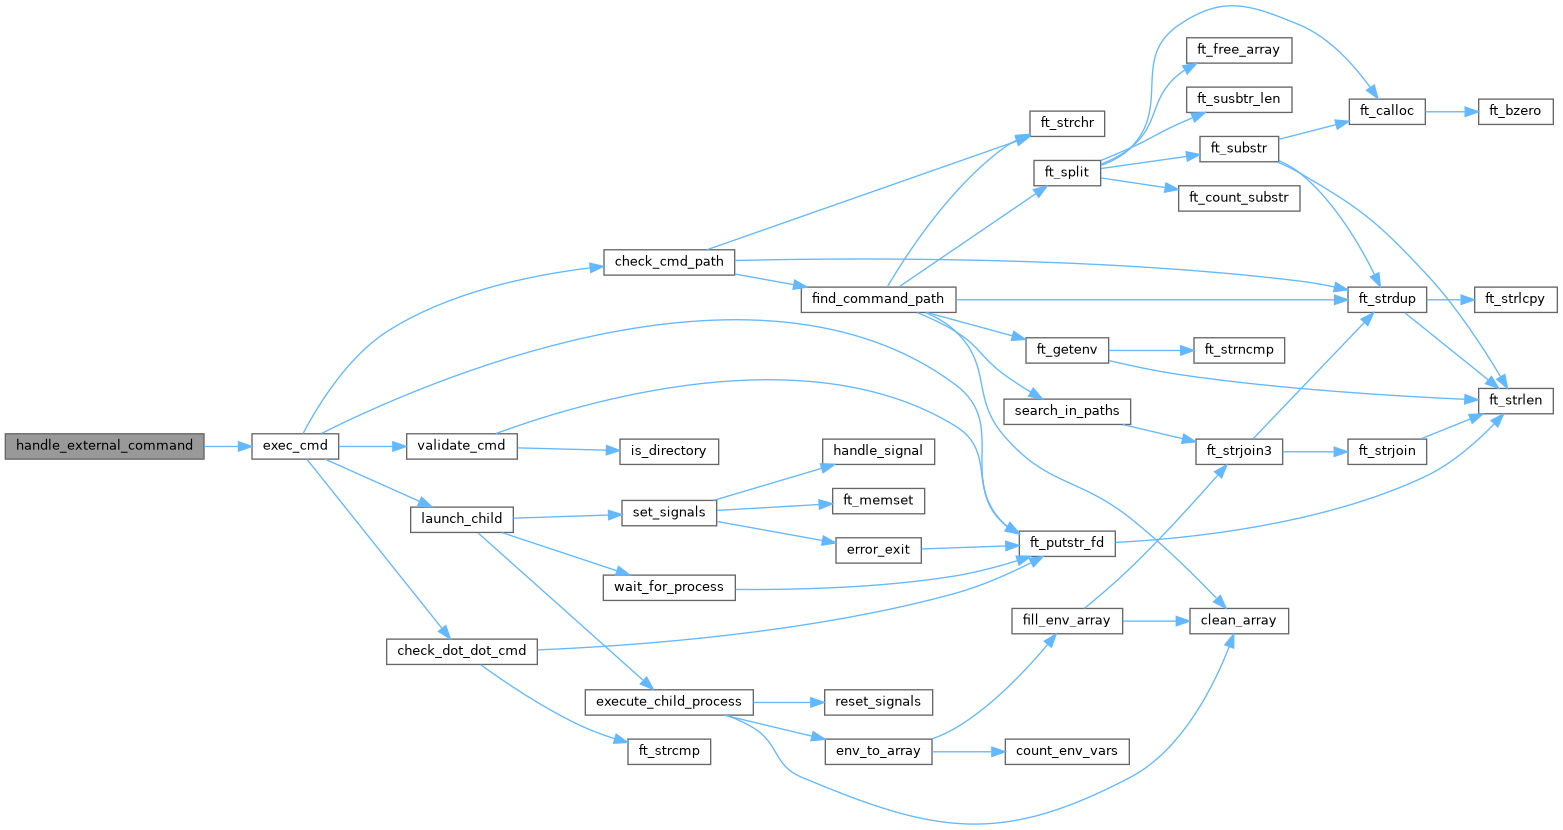 handle_external_command
exec_cmd
check_cmd_path
validate_cmd
launch_child
check_dot_dot_cmd
find_command_path
is_directory
set_signals
wait_for_process
execute_child_process
ft_strcmp
handle_signal
ft_memset
error_exit
reset_signals
env_to_array
ft_strchr
ft_split
ft_getenv
search_in_paths
ft_putstr_fd
fill_env_array
count_env_vars
ft_free_array
ft_susbtr_len
ft_substr
ft_count_substr
ft_strncmp
ft_strjoin3
clean_array
ft_calloc
ft_strdup
ft_strjoin
ft_bzero
ft_strlcpy
ft_strlen